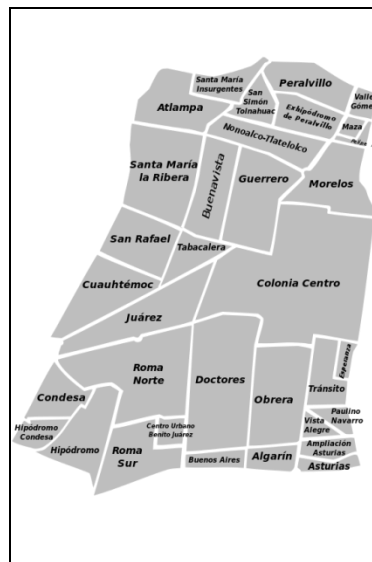 Santa María
Insurgentes
Peralvillo
Valle
Góme
San
Simón
Tolnahuac
Atlampa
Exhipódromo
de Peralvillo
Maza
Nonoalco-Tlatelolco
Santa María
la Ribera
Buenavista
Guerrero
Morelos
San Rafael
Tabacalera
Cuauhtémoc
Colonia Centro
Juárez
Esperanza
Roma
Norte
Doctores
Tránsito
Condesa
Obrera
Paulino
Navarro
Vista
Alegre
Hipódromo
Condesa
Centro Urbano
Benito Juárez
Hipódromo
Roma
Sur
Ampliación
Asturias
Buenos Aires
Algarín
Asturias